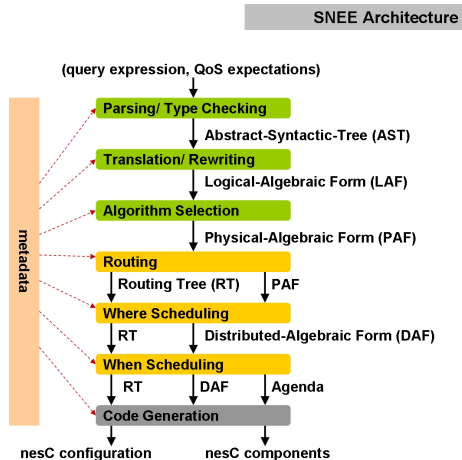 SNEE Architecture
(query expression, QoS expectations)
Parsing/ Type Checking
Abstract-Syntactic-Tree (AST)
Translation/ Rewriting
Logical-Algebraic Form (LAF)
Algorithm Selection
Physical-Algebraic Form (PAF)
metadata
Routing
Routing Tree (RT) PAF
Where Scheduling
RT Distributed-Algebraic Form (DAF)
When Scheduling
RT DAF Agenda
Code Generation
nesC configuration nesC components